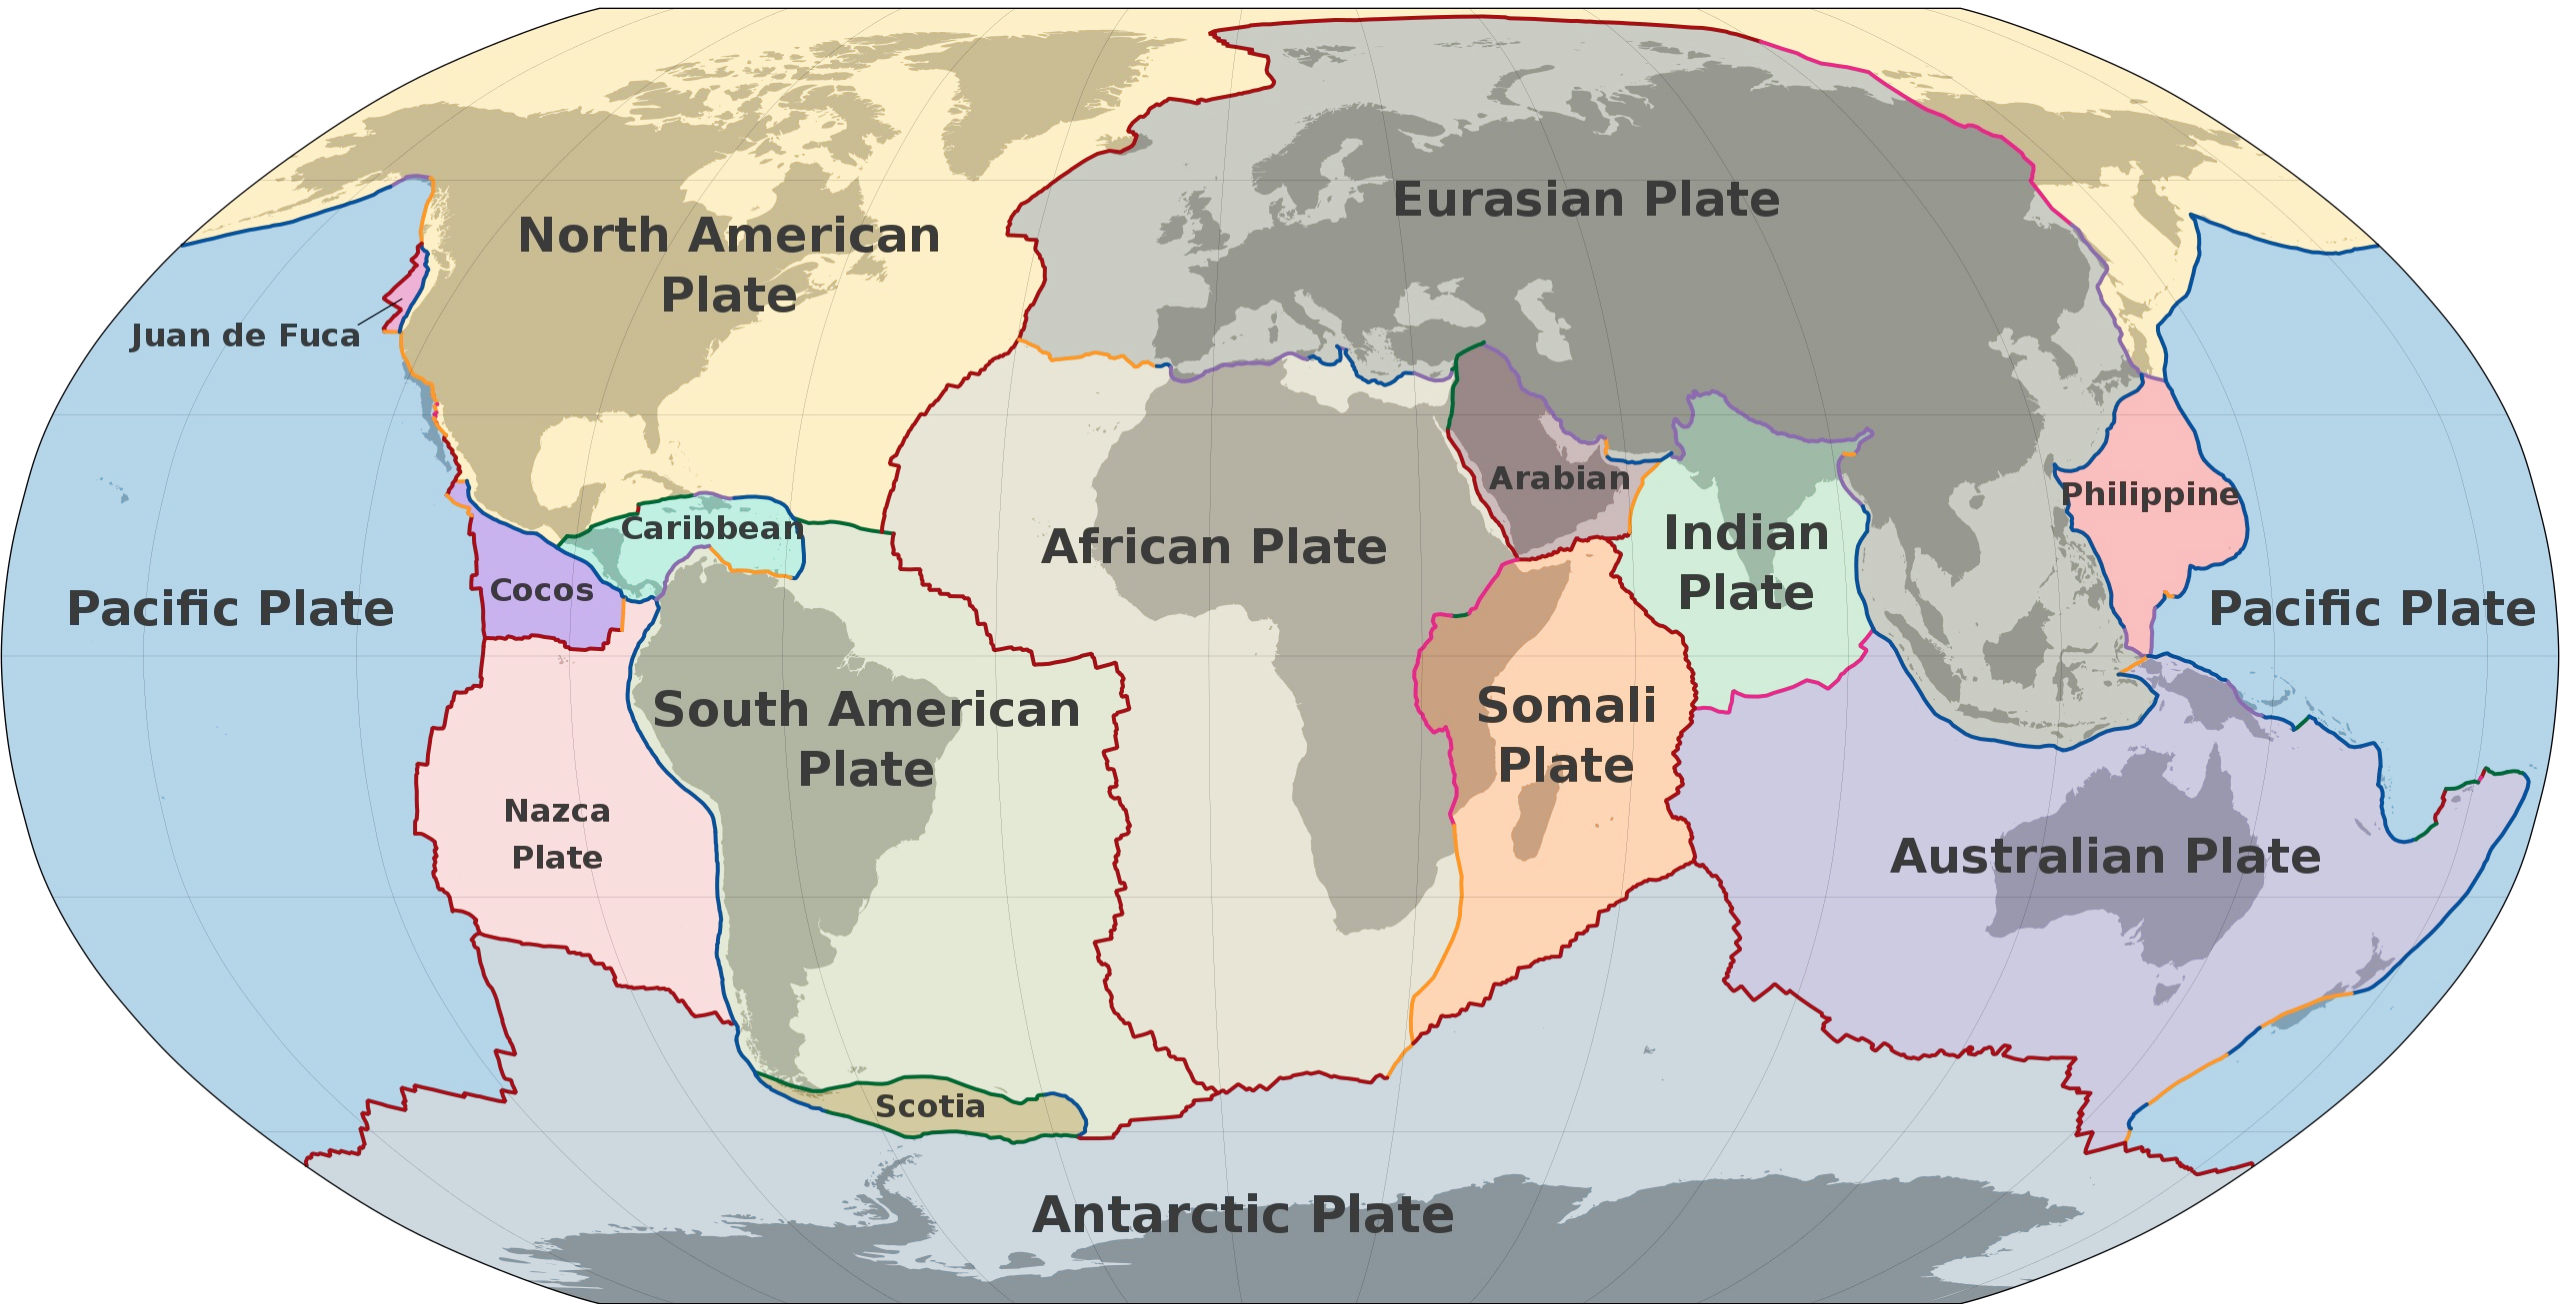 Eurasian Plate
North American
Plate
Juan de Fuca
Arabian
Philippine
Caribbean
African Plate
Indian
Plate
Cocos
Pacific Plate
Pacific Plate
South American
Plate
Somali
Plate
Nazca
Plate
Australian Plate
Scotia
Antarctic Plate